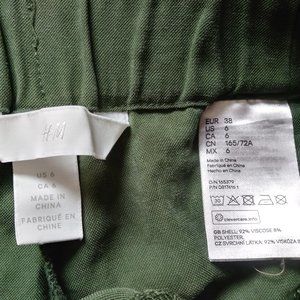 H&M
US 6
CA 6
MADE IN
CHINA
FABRIQUÉ EN
CHINE
EUR 38
US 6
CA 6
CN 165/72A
MX 6
Made in China
Fabriqué en Chine
Hecho en China
O/N 165379
30
clevercare.info
GB SHELL: 92% VISCOSE 8%
POLYESTER;
CZ SVRCHNÍ LÁTKA: 92% VISKÓZA 8%